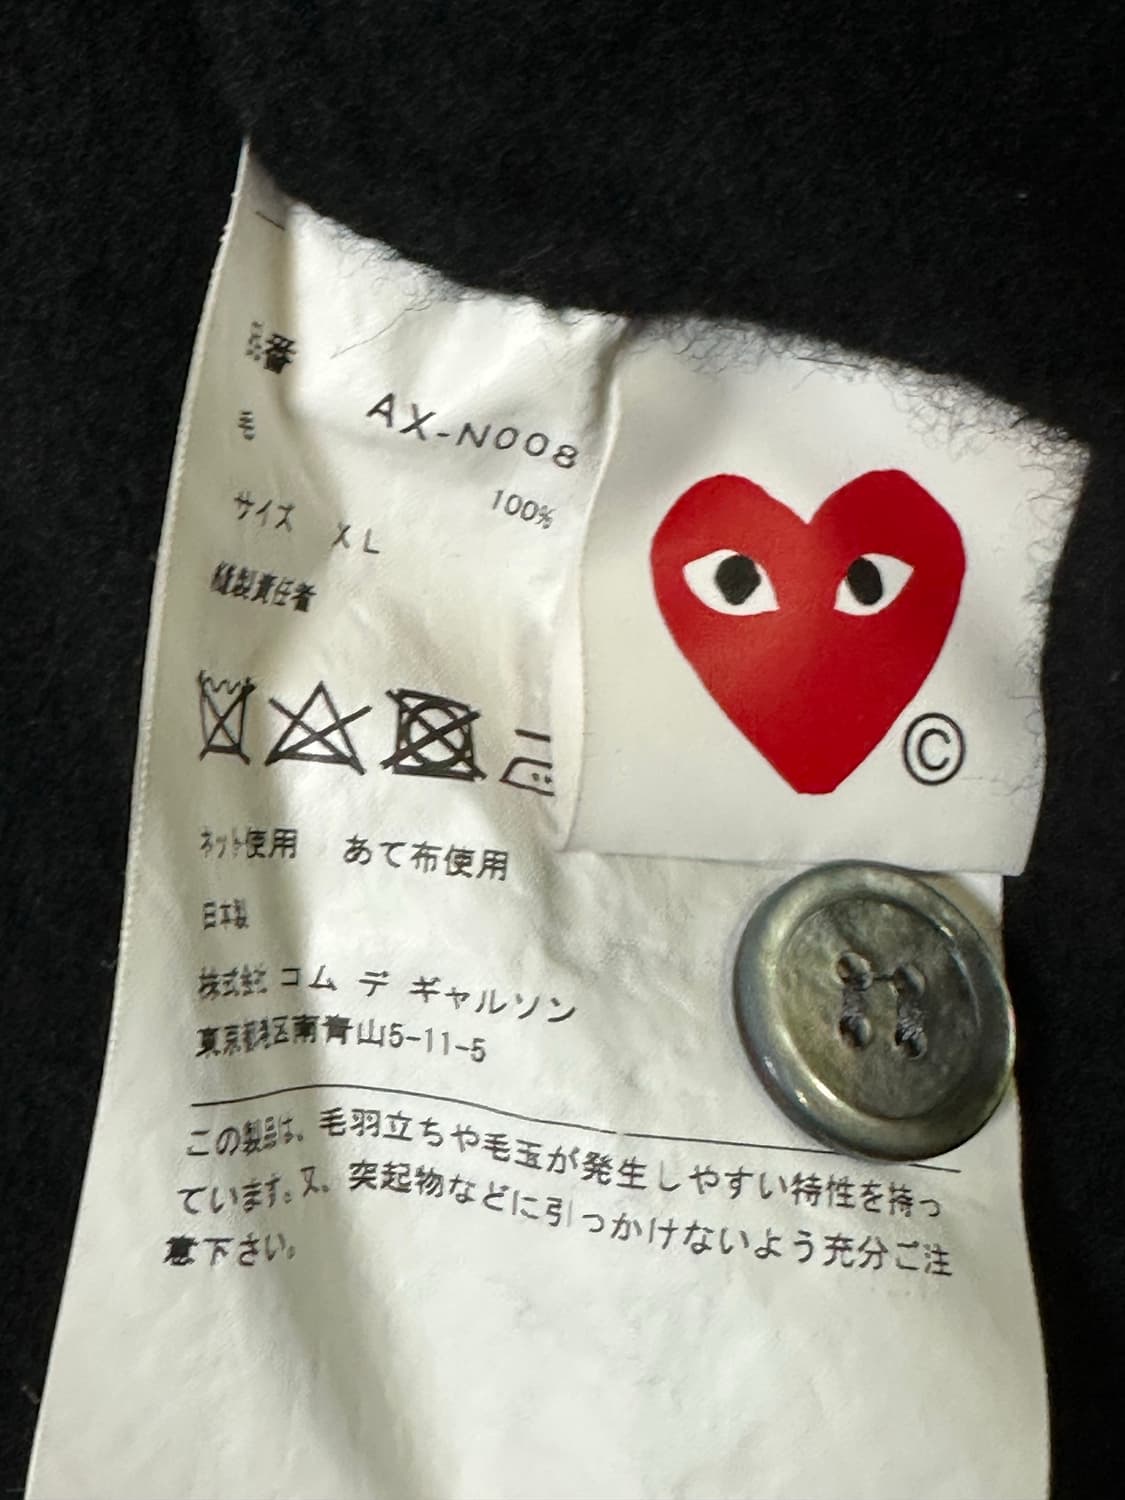 品番 AX-N008
毛 100%
サイズ XL
縫製責任者
ネット使用 あて布使用
日本製
株式会社 コム デ ギャルソン
東京都港区南青山5-11-5
この製品は、毛羽立ちや毛玉が発生しやすい特性を持っ
ています。又、突起物などに引っかけないよう充分ご注
意下さい。
©